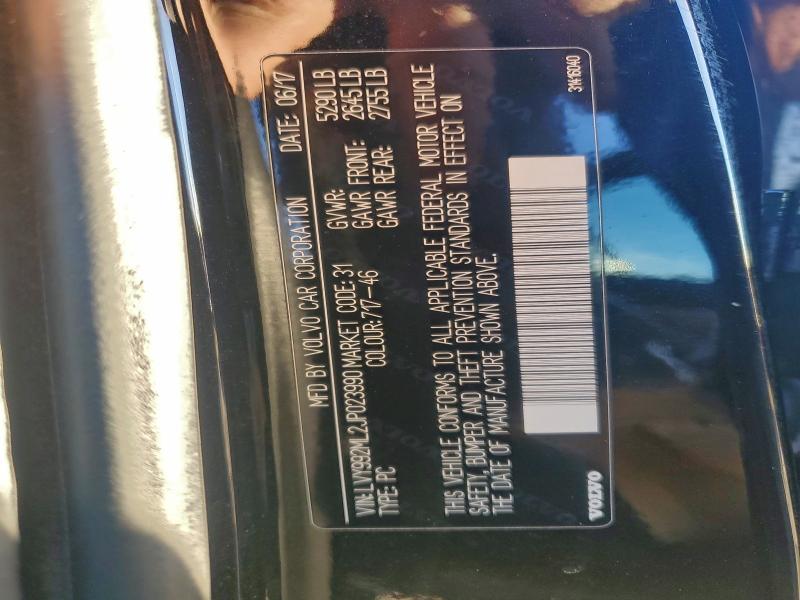 MFD BY VOLVO CAR CORPORATION DATE: 06/17
VIN: LVY992ML2JP023990 MARKET CODE: 31
TYPE: PC COLOUR: 717-46
GVWR: 5290 LB
GAWR FRONT: 2645 LB
GAWR REAR: 2755 LB
THIS VEHICLE CONFORMS TO ALL APPLICABLE FEDERAL MOTOR VEHICLE
SAFETY, BUMPER AND THEFT PREVENTION STANDARDS IN EFFECT ON
THE DATE OF MANUFACTURE SHOWN ABOVE.
VOLVO
31416040